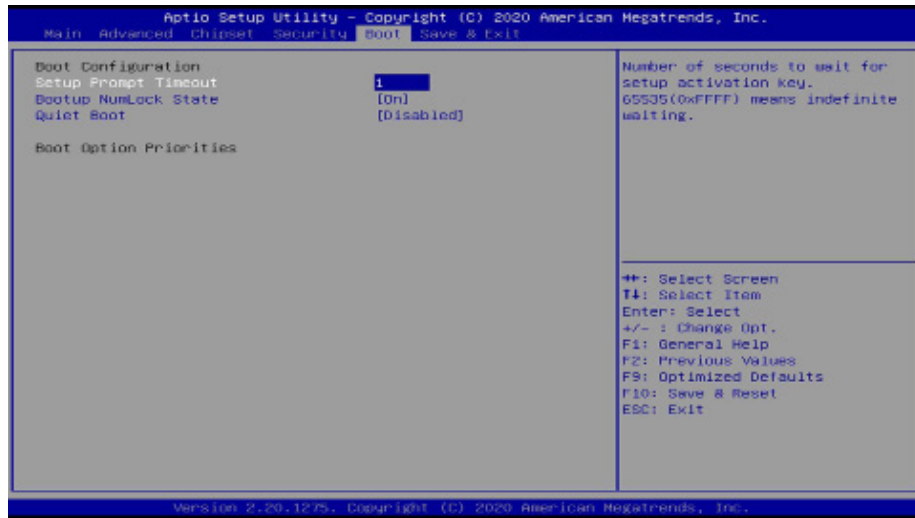 Aptio Setup Utility – Copyright (C) 2020 American Megatrends, Inc.
Main Advanced Chipset Security Boot Save & Exit
Boot Configuration
Setup Prompt Timeout 1
Bootup NumLock State [On]
Quiet Boot [Disabled]
Boot Option Priorities
Number of seconds to wait for
setup activation key.
65535(0xFFFF) means indefinite
waiting.
→←: Select Screen
↑↓: Select Item
Enter: Select
+/- : Change Opt.
F1: General Help
F2: Previous Values
F9: Optimized Defaults
F10: Save & Reset
ESC: Exit
Version 2.20.1275. Copyright (C) 2020 American Megatrends, Inc.